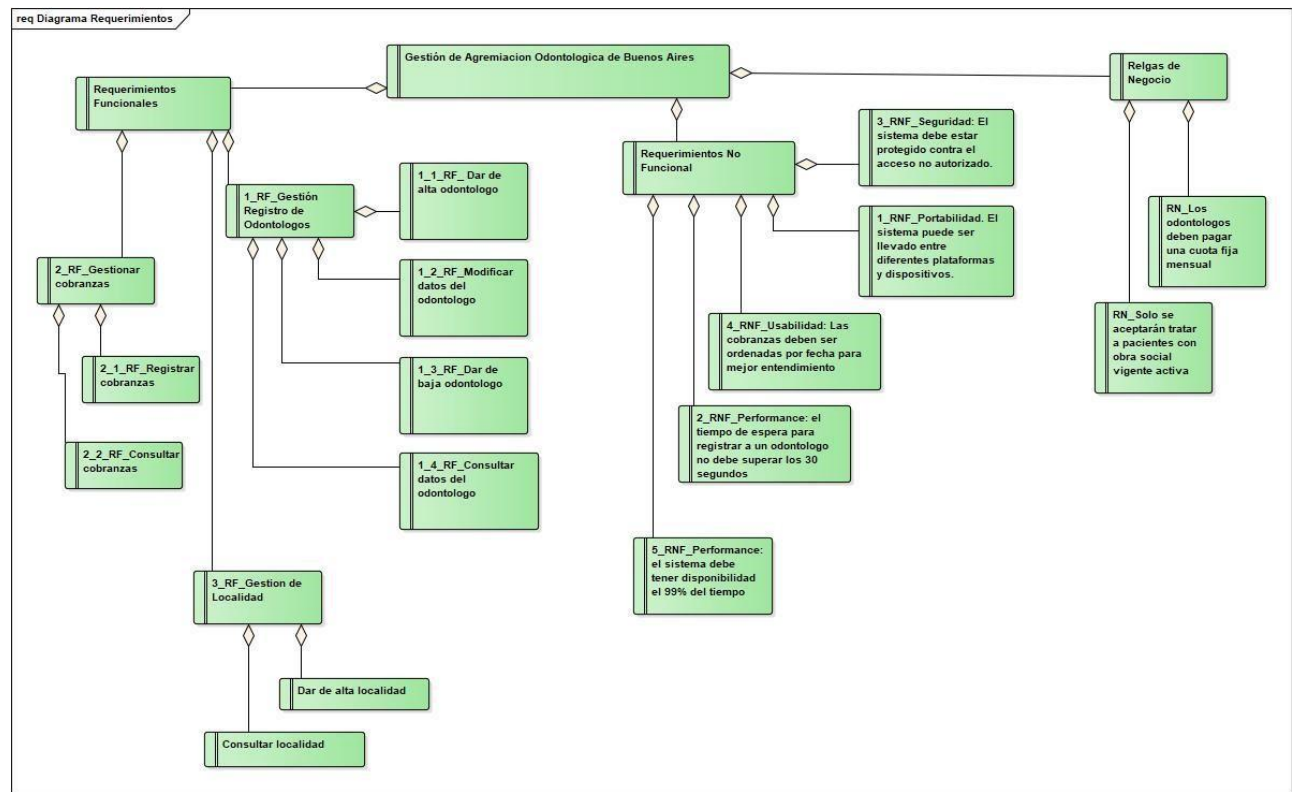 req Diagrama Requerimientos
Gestión de Agremiacion Odontologica de Buenos Aires
Relgas de
Negocio
Requerimientos
Funcionales
3_RNF_Seguridad: El
sistema debe estar
protegido contra el
acceso no autorizado.
Requerimientos No
Funcional
1_1_RF_ Dar de
alta odontologo
1_RF_Gestión
Registro de
Odontologos
RN_Los
odontologos
deben pagar
una cuota fija
mensual
1_RNF_Portabilidad. El
sistema puede ser
llevado entre
diferentes plataformas
y dispositivos.
2_RF_Gestionar
cobranzas
1_2_RF_Modificar
datos del
odontologo
RN_Solo se
aceptarán tratar
a pacientes con
obra social
vigente activa
4_RNF_Usabilidad: Las
cobranzas deben ser
ordenadas por fecha para
mejor entendimiento
2_1_RF_Registrar
cobranzas
1_3_RF_Dar de
baja odontologo
2_RNF_Performance: el
tiempo de espera para
registrar a un odontologo
no debe superar los 30
segundos
2_2_RF_Consultar
cobranzas
1_4_RF_Consultar
datos del
odontologo
5_RNF_Performance:
el sistema debe
tener disponibilidad
el 99% del tiempo
3_RF_Gestion de
Localidad
Dar de alta localidad
Consultar localidad